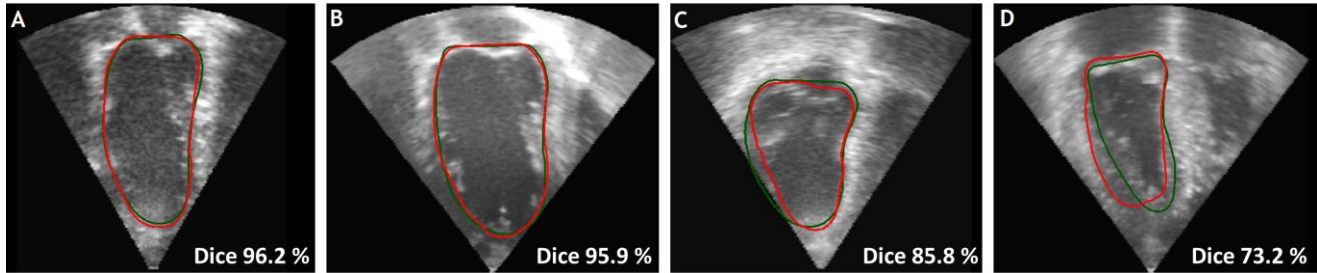 A
B
C
D
Dice 96.2 %
Dice 95.9 %
Dice 85.8 %
Dice 73.2 %